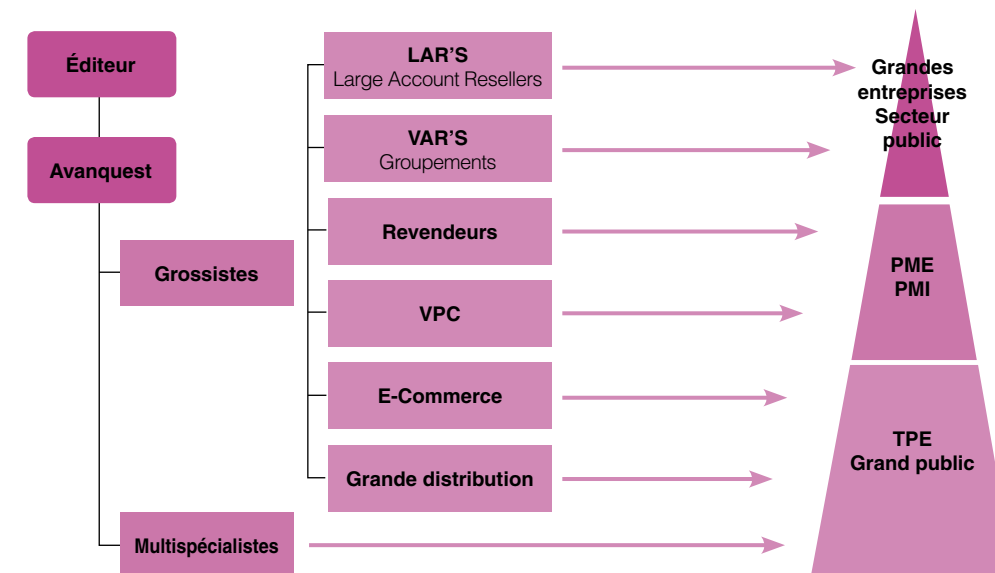 Éditeur
Avanquest
Grossistes
Multispécialistes
LAR'S
Large Account Resellers
VAR'S
Groupements
Revendeurs
VPC
E-Commerce
Grande distribution
Grandes
entreprises
Secteur
public
PME
PMI
TPE
Grand public